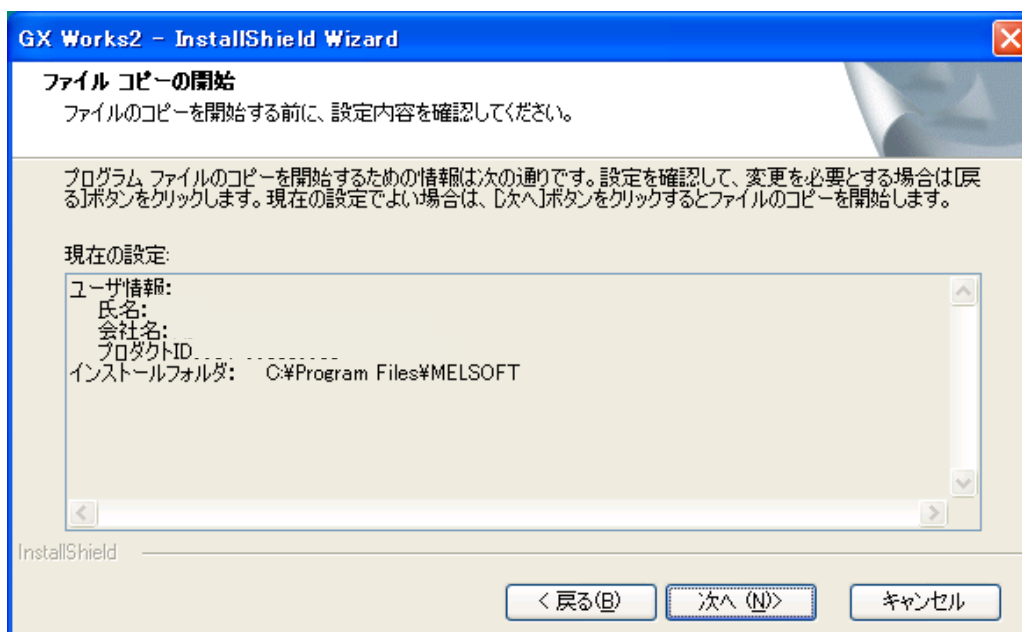 GX Works2 - InstallShield Wizard
ファイル コピーの開始
ファイルのコピーを開始する前に、設定内容を確認してください。
プログラム ファイルのコピーを開始するための情報は次の通りです。設定を確認して、変更を必要とする場合は[戻
る]ボタンをクリックします。現在の設定でよい場合は、[次へ]ボタンをクリックするとファイルのコピーを開始します。
現在の設定:
ユーザ情報:
氏名:
会社名:
プロダクトID
インストールフォルダ: C:¥Program Files¥MELSOFT
InstallShield
< 戻る(B)
次へ (N)>
キャンセル